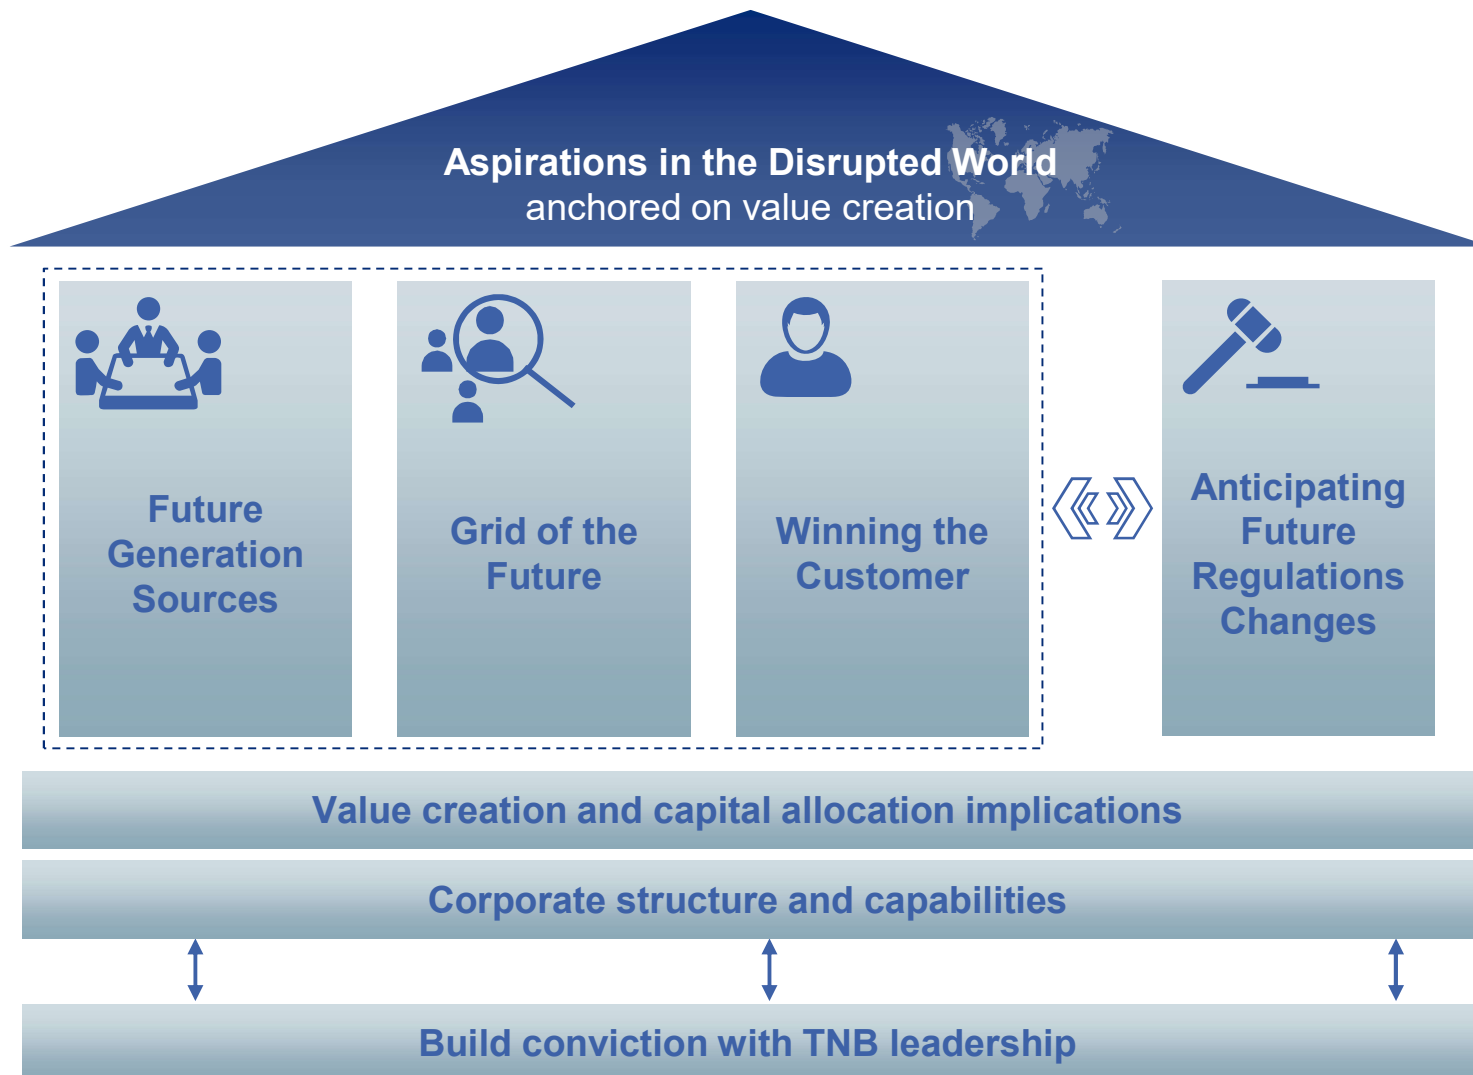 Aspirations in the Disrupted World
anchored on value creation
Future
Generation
Sources
Grid of the
Future
Winning the
Customer
Anticipating
Future
Regulations
Changes
Value creation and capital allocation implications
Corporate structure and capabilities
Build conviction with TNB leadership